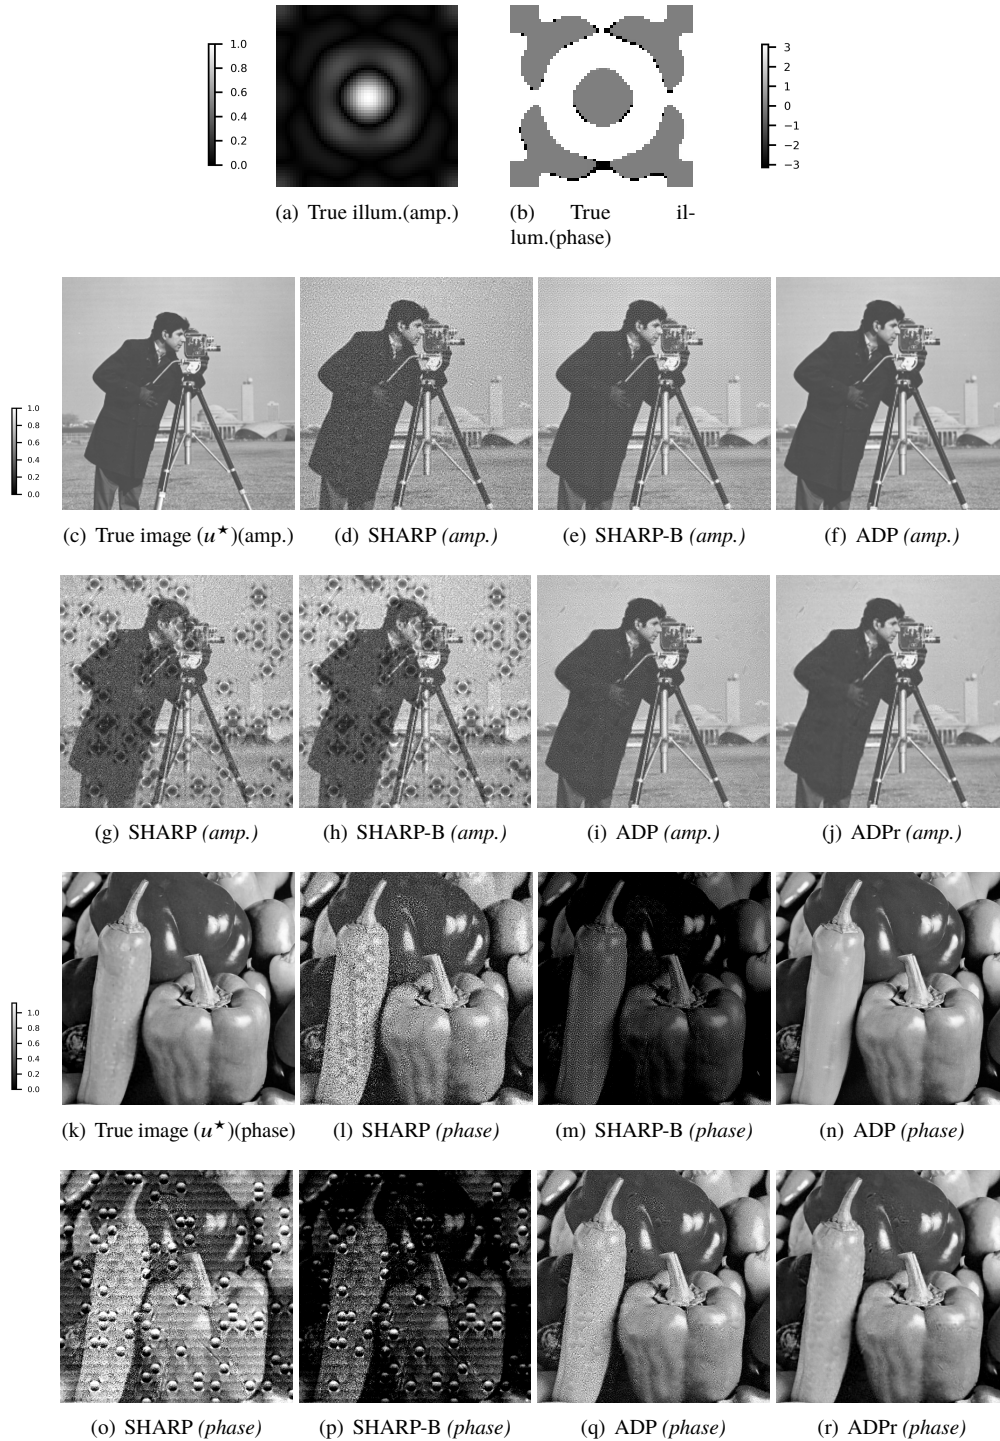 1.0
0.8
0.6
0.4
0.2
0.0
3
2
1
0
−1
−2
−3
(a) True illum.(amp.)
(b) True il-
lum.(phase)
1.0
0.8
0.6
0.4
0.2
0.0
(c) True image (u★)(amp.)
(d) SHARP (amp.)
(e) SHARP-B (amp.)
(f) ADP (amp.)
(g) SHARP (amp.)
(h) SHARP-B (amp.)
(i) ADP (amp.)
(j) ADPr (amp.)
1.0
0.8
0.6
0.4
0.2
0.0
(k) True image (u★)(phase)
(l) SHARP (phase)
(m) SHARP-B (phase)
(n) ADP (phase)
(o) SHARP (phase)
(p) SHARP-B (phase)
(q) ADP (phase)
(r) ADPr (phase)